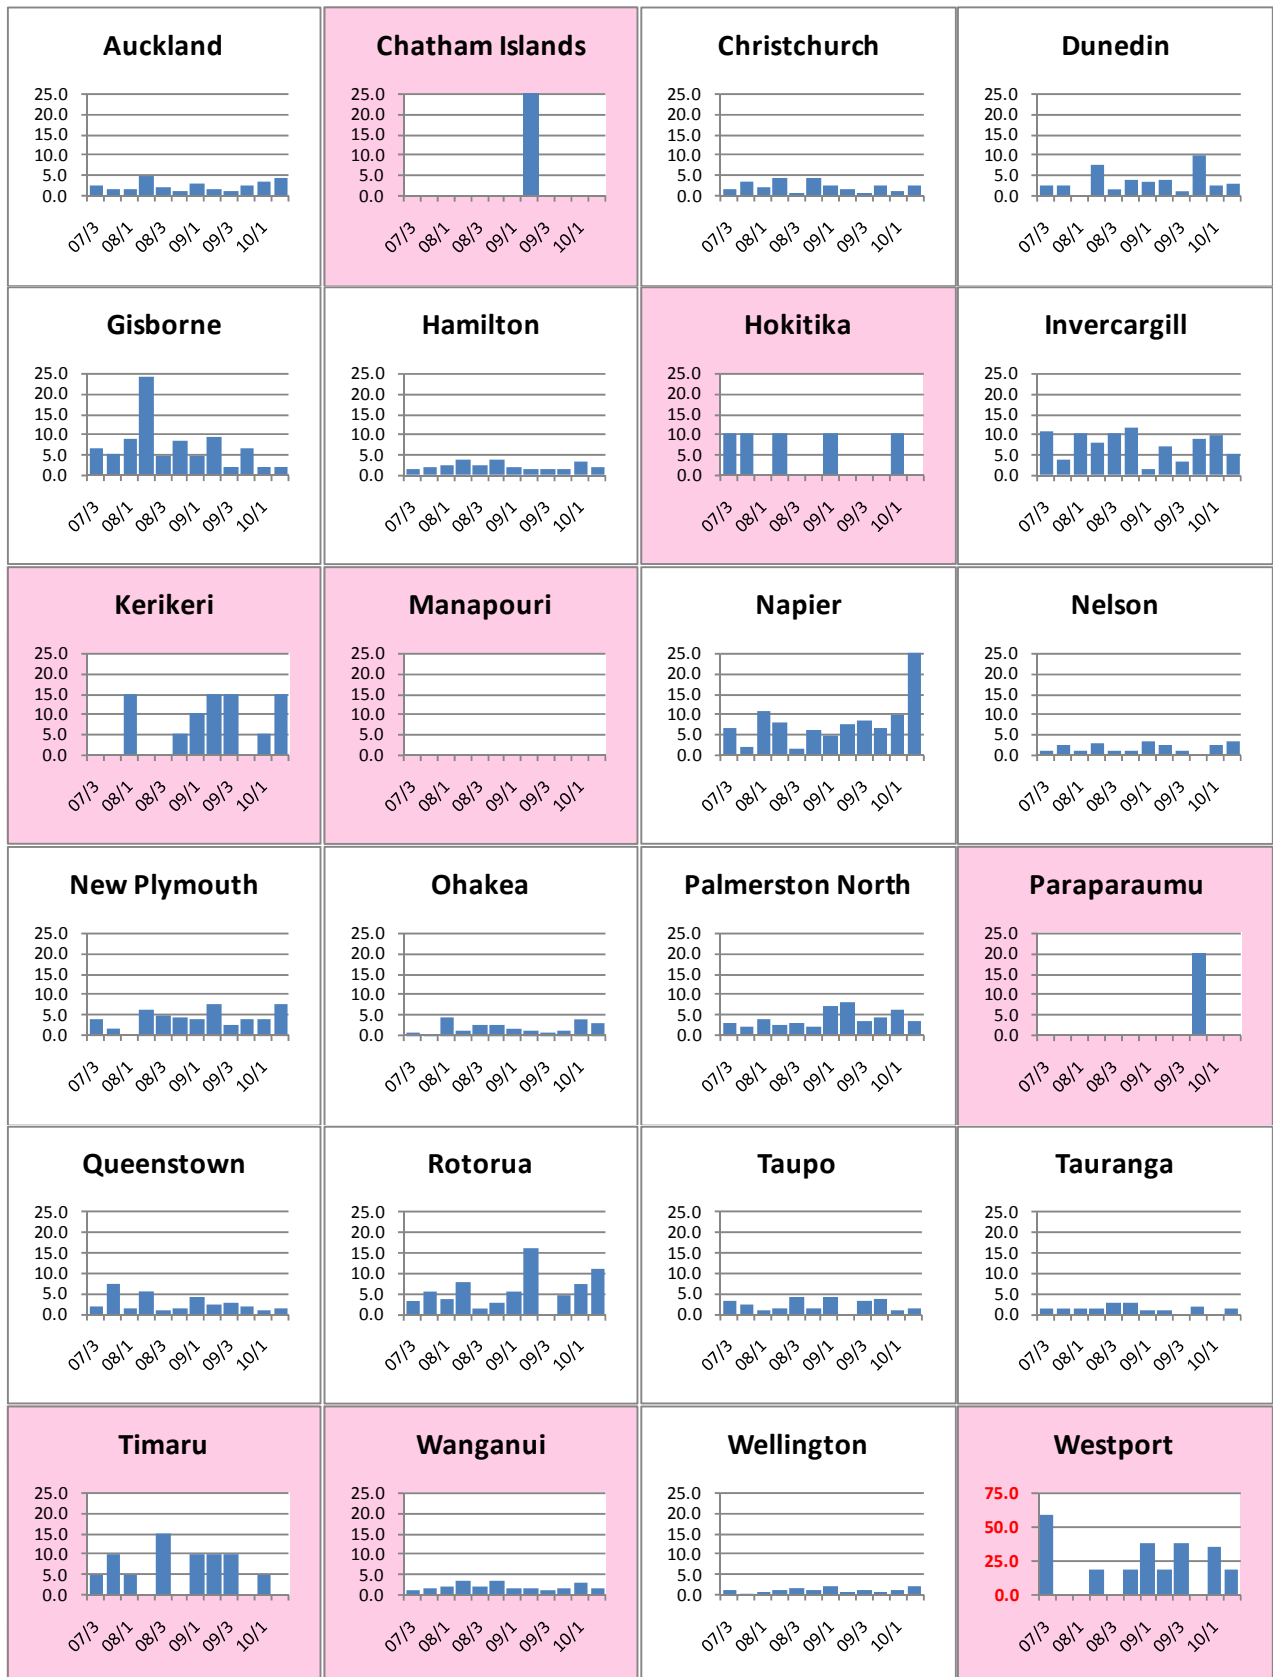 Auckland
25.0
20.0
15.0
10.0
5.0
0.0
07/3 08/1 08/3 09/1 09/3 10/1
Chatham Islands
25.0
20.0
15.0
10.0
5.0
0.0
07/3 08/1 08/3 09/1 09/3 10/1
Christchurch
25.0
20.0
15.0
10.0
5.0
0.0
07/3 08/1 08/3 09/1 09/3 10/1
Dunedin
25.0
20.0
15.0
10.0
5.0
0.0
07/3 08/1 08/3 09/1 09/3 10/1
Gisborne
25.0
20.0
15.0
10.0
5.0
0.0
07/3 08/1 08/3 09/1 09/3 10/1
Hamilton
25.0
20.0
15.0
10.0
5.0
0.0
07/3 08/1 08/3 09/1 09/3 10/1
Hokitika
25.0
20.0
15.0
10.0
5.0
0.0
07/3 08/1 08/3 09/1 09/3 10/1
Invercargill
25.0
20.0
15.0
10.0
5.0
0.0
07/3 08/1 08/3 09/1 09/3 10/1
Kerikeri
25.0
20.0
15.0
10.0
5.0
0.0
07/3 08/1 08/3 09/1 09/3 10/1
Manapouri
25.0
20.0
15.0
10.0
5.0
0.0
07/3 08/1 08/3 09/1 09/3 10/1
Napier
25.0
20.0
15.0
10.0
5.0
0.0
07/3 08/1 08/3 09/1 09/3 10/1
Nelson
25.0
20.0
15.0
10.0
5.0
0.0
07/3 08/1 08/3 09/1 09/3 10/1
New Plymouth
25.0
20.0
15.0
10.0
5.0
0.0
07/3 08/1 08/3 09/1 09/3 10/1
Ohakea
25.0
20.0
15.0
10.0
5.0
0.0
07/3 08/1 08/3 09/1 09/3 10/1
Palmerston North
25.0
20.0
15.0
10.0
5.0
0.0
07/3 08/1 08/3 09/1 09/3 10/1
Paraparaumu
25.0
20.0
15.0
10.0
5.0
0.0
07/3 08/1 08/3 09/1 09/3 10/1
Queenstown
25.0
20.0
15.0
10.0
5.0
0.0
07/3 08/1 08/3 09/1 09/3 10/1
Rotorua
25.0
20.0
15.0
10.0
5.0
0.0
07/3 08/1 08/3 09/1 09/3 10/1
Taupo
25.0
20.0
15.0
10.0
5.0
0.0
07/3 08/1 08/3 09/1 09/3 10/1
Tauranga
25.0
20.0
15.0
10.0
5.0
0.0
07/3 08/1 08/3 09/1 09/3 10/1
Timaru
25.0
20.0
15.0
10.0
5.0
0.0
07/3 08/1 08/3 09/1 09/3 10/1
Wanganui
25.0
20.0
15.0
10.0
5.0
0.0
07/3 08/1 08/3 09/1 09/3 10/1
Wellington
25.0
20.0
15.0
10.0
5.0
0.0
07/3 08/1 08/3 09/1 09/3 10/1
Westport
75.0
50.0
25.0
0.0
07/3 08/1 08/3 09/1 09/3 10/1